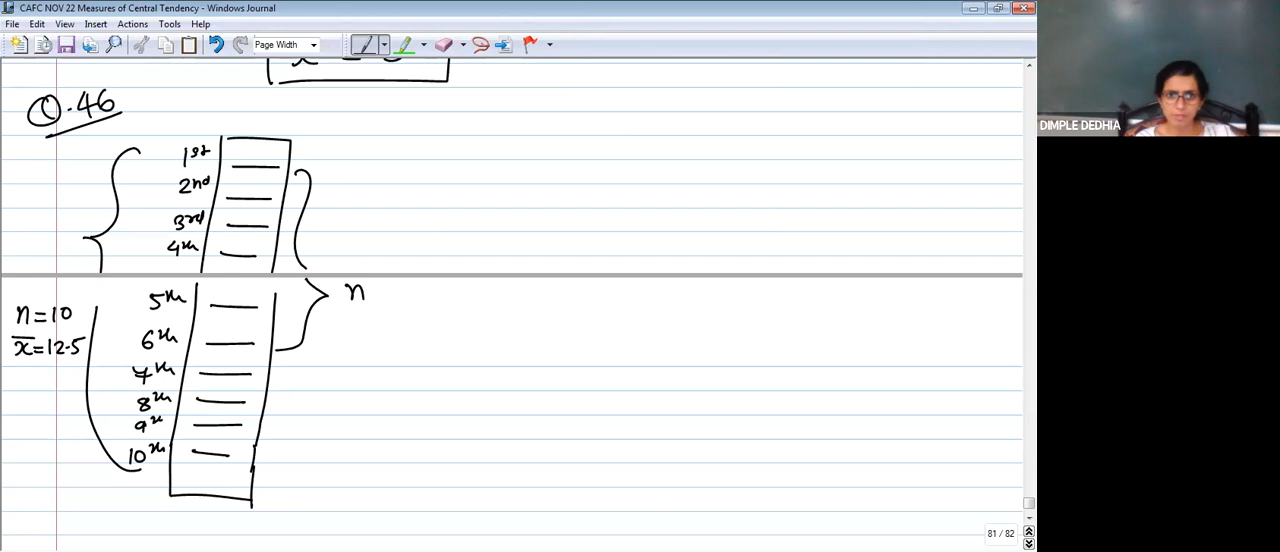 CAFC NOV 22 Measures of Central Tendency - Windows Journal
File Edit View Insert Actions Tools Help
Page Width
DIMPLE DEDHIA
Q.46
1st
2nd
3rd
4th
5th
n
n=10
6th
x̄=12.5
7th
8th
9th
10th
81 / 82